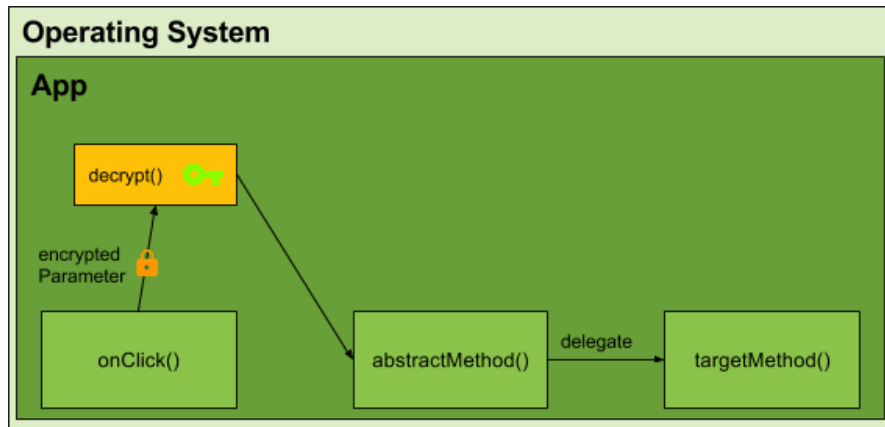 Operating System
App
decrypt()
encrypted
Parameter
onClick()
abstractMethod()
delegate
targetMethod()